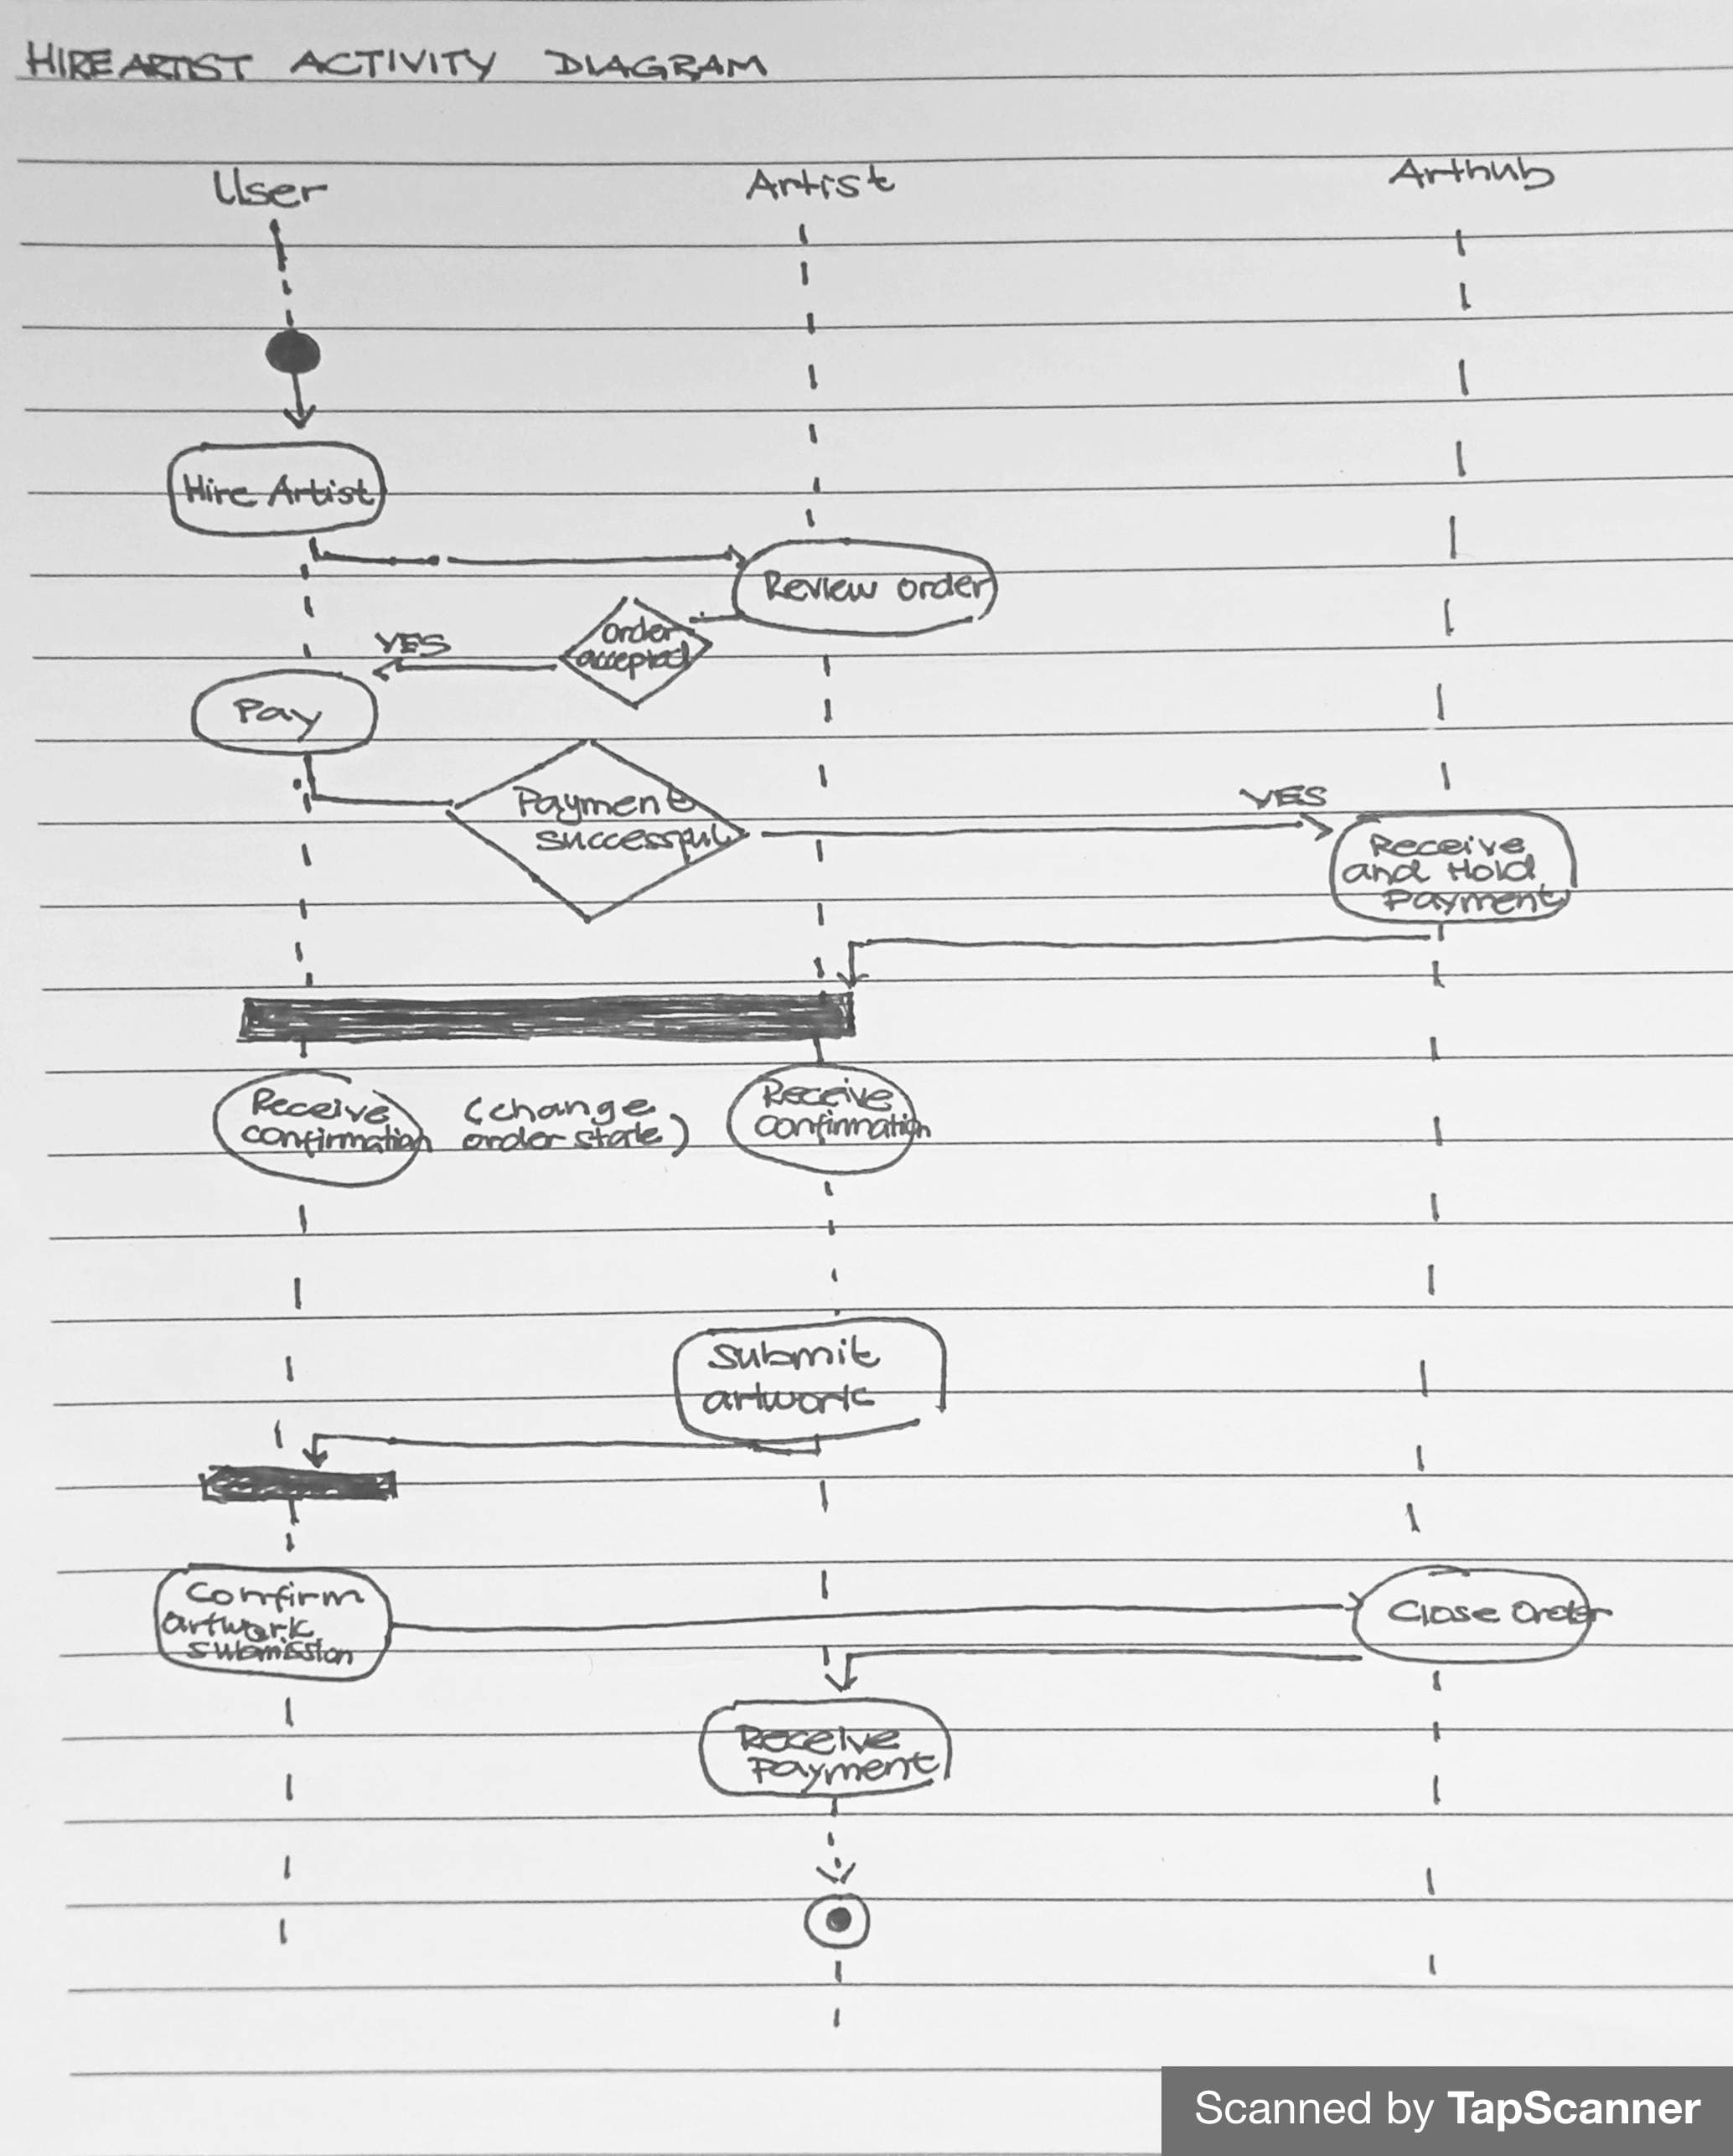 HIRE ARTIST ACTIVITY DIAGRAM
User
Artist
Arthub
Hire Artist
Review order
order
accepted
YES
Pay
Payment
successful
YES
Receive
and Hold
Payment
Receive
confirmation
(change
order state)
Receive
confirmation
Submit
artwork
Confirm
artwork
submission
Close Order
Receive
Payment
Scanned by TapScanner